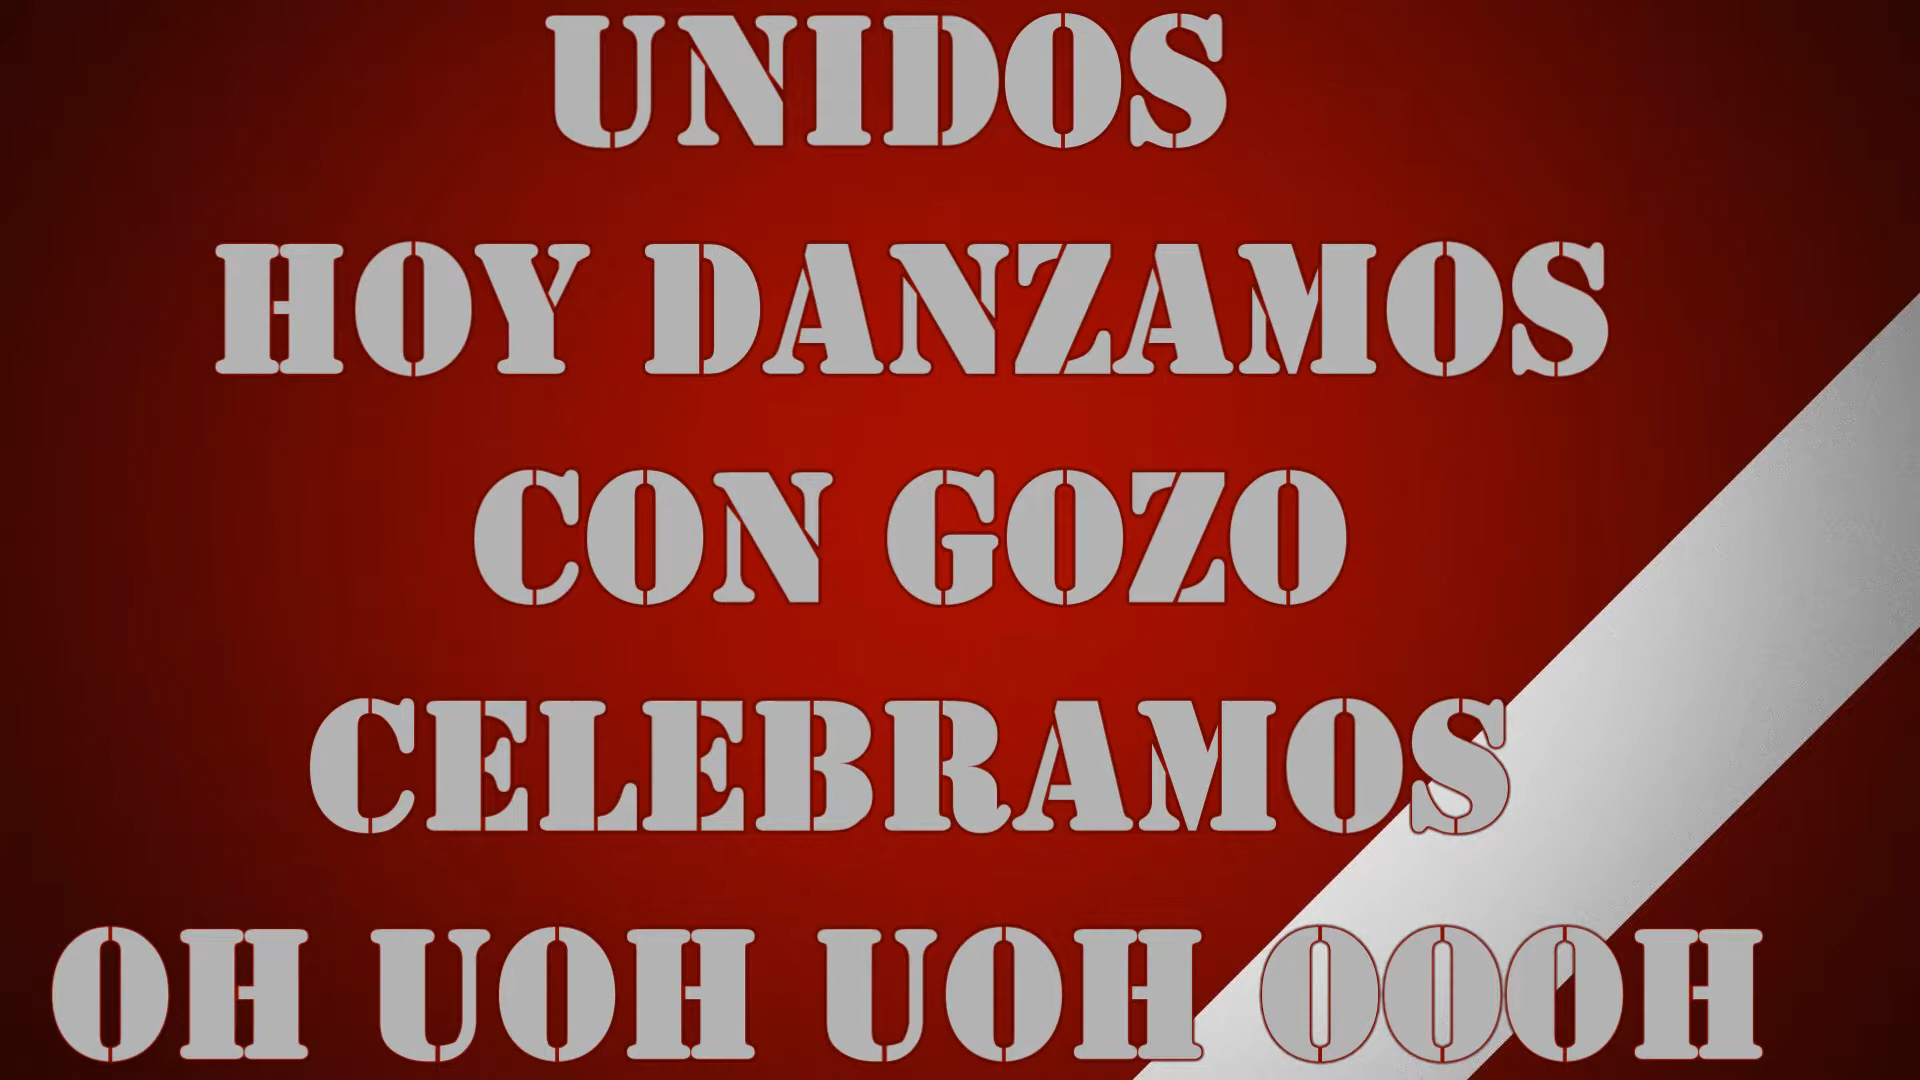 UNIDOS
HOY DANZAMOS
CON GOZO
CELEBRAMOS
OH UOH UOH OOOH